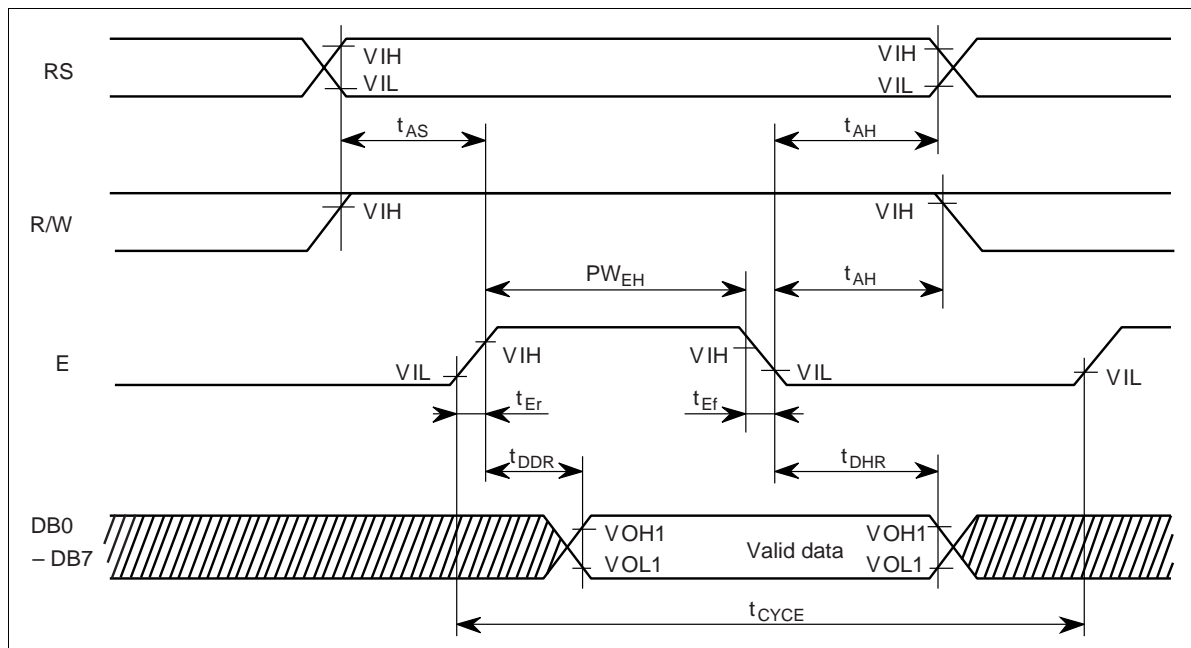 RS
VIH
VIL
VIH
VIL
tAS
tAH
R/W
VIH
VIH
PWEH
tAH
E
VIL
VIH
VIH
VIL
VIL
tEr
tEf
tDDR
tDHR
DB0
– DB7
VOH1
VOL1
Valid data
VOH1
VOL1
tCYCE